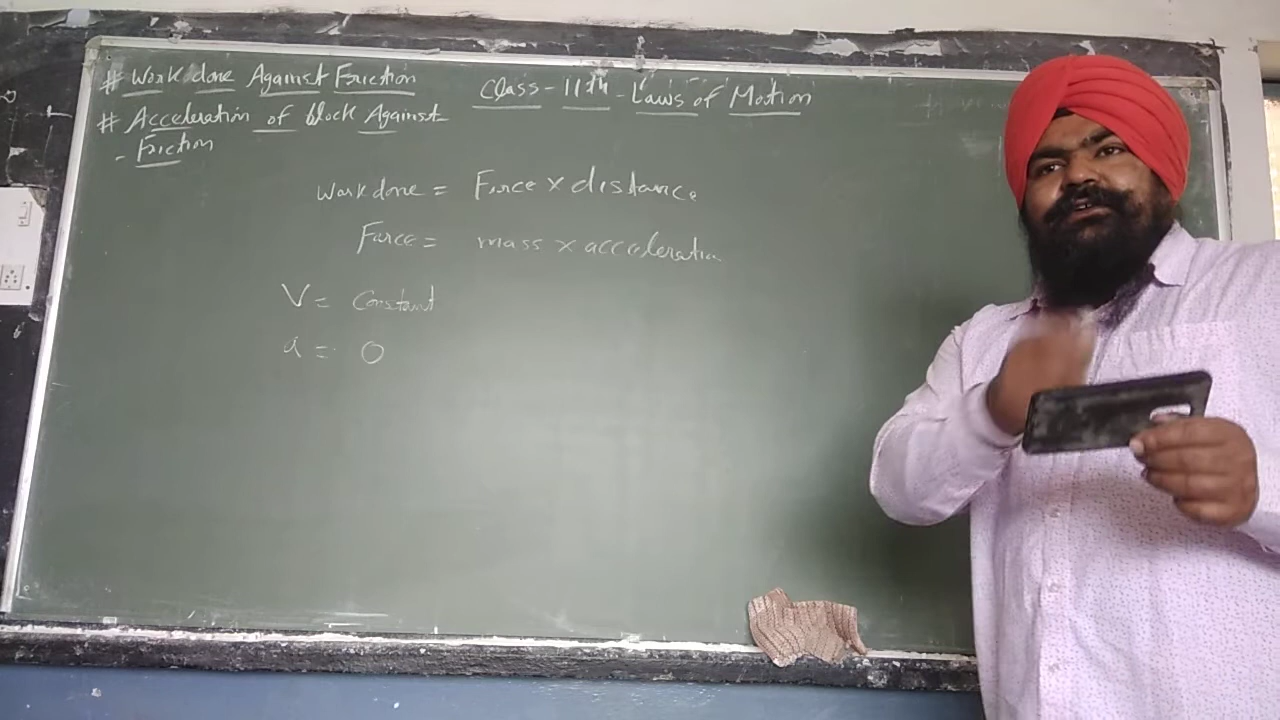 # Work done Against Friction
Class - 11th - Laws of Motion
# Acceleration of block Against
- Friction
Work done = Force × distance
Force = mass × acceleration
V = Constant
a = 0